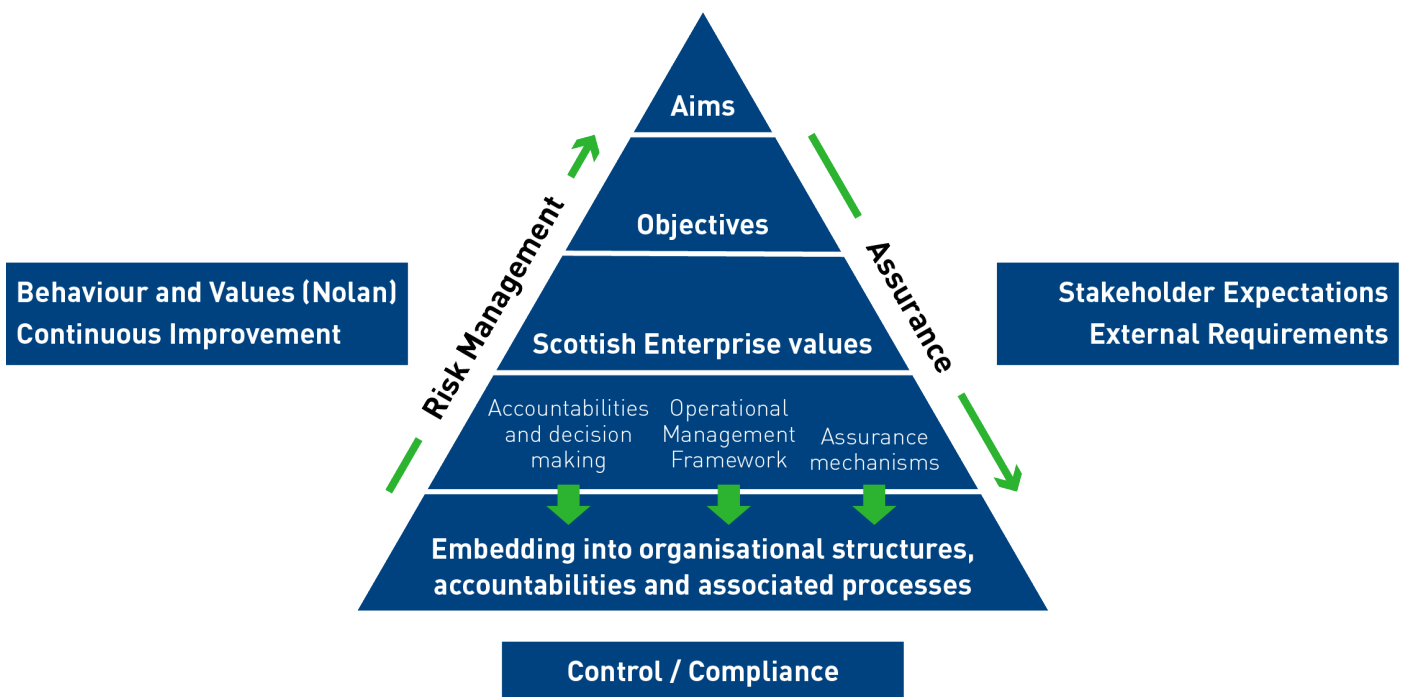 Aims
Objectives
Scottish Enterprise values
Accountabilities
and decision
making
Operational
Management
Framework
Assurance
mechanisms
Embedding into organisational structures,
accountabilities and associated processes
Risk Management
Assurance
Behaviour and Values (Nolan)
Continuous Improvement
Stakeholder Expectations
External Requirements
Control / Compliance